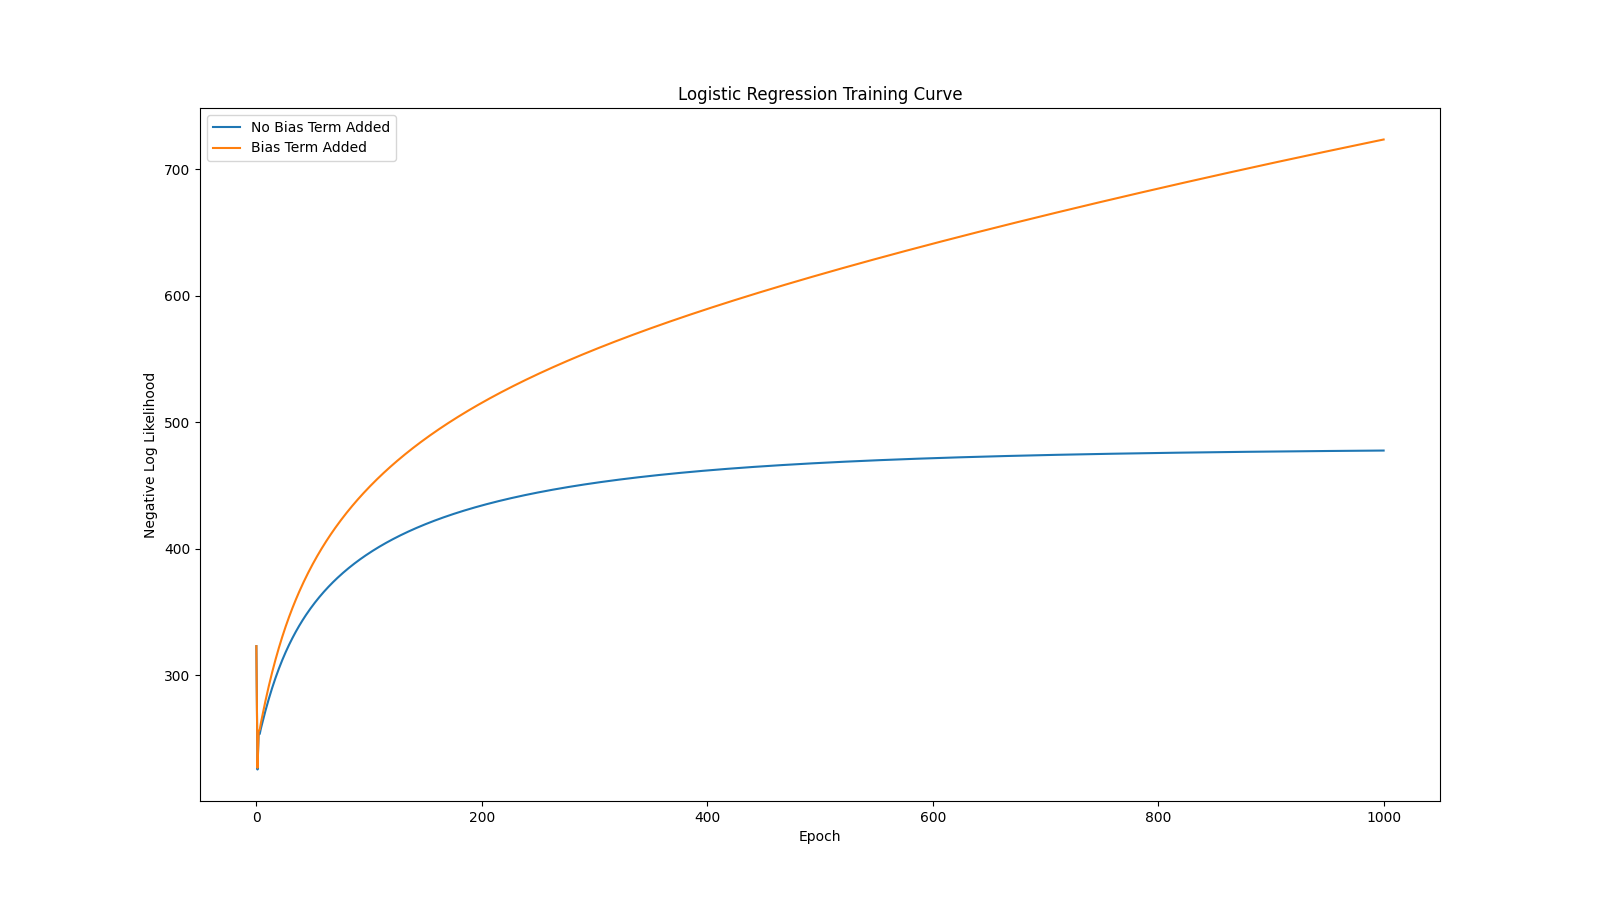 Logistic Regression Training Curve
No Bias Term Added
Bias Term Added
Negative Log Likelihood
700
600
500
400
300
0 200 400 600 800 1000
Epoch